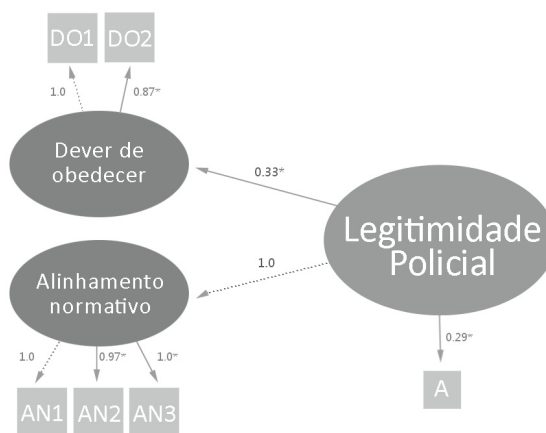 DO1 DO2
1.0 0.87*
Dever de
obedecer
0.33*
Legitimidade
Policial
1.0
Alinhamento
normativo
1.0 0.97* 1.0*
0.29*
A
AN1 AN2 AN3